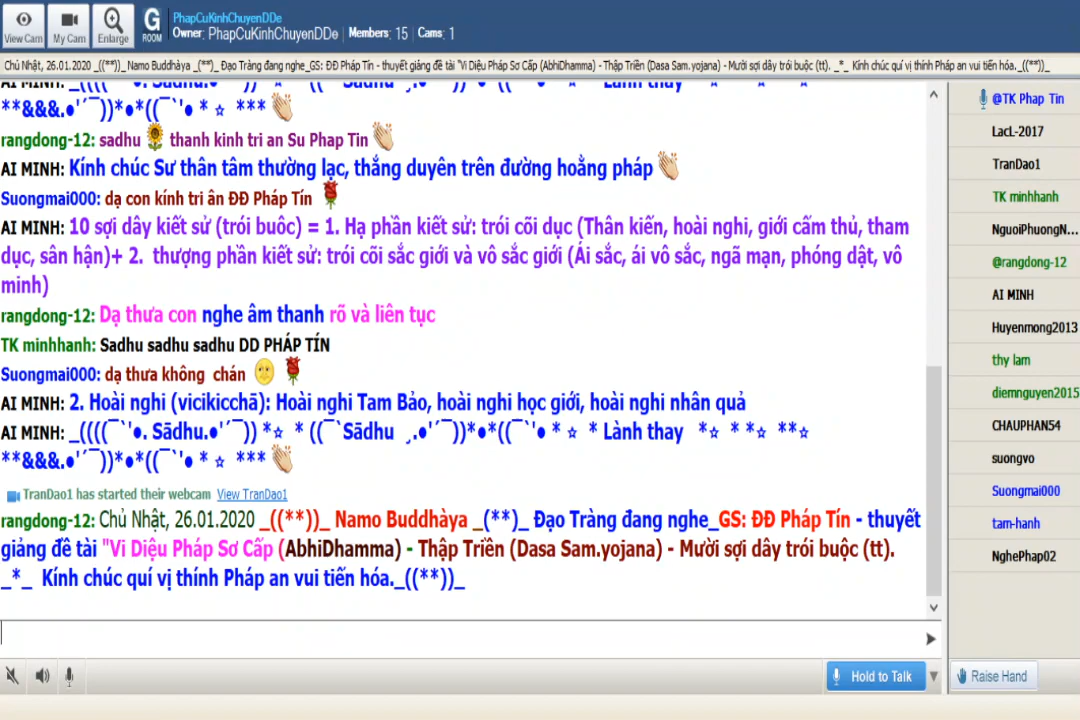 PhapCuKinhChuyenDDe
Owner: PhapCuKinhChuyenDDe Members: 15 Cams: 1
View Cam My Cam Enlarge G ROOM
Chủ Nhật, 26.01.2020 _((**))_ Namo Buddhàya _(**)_ Đạo Tràng đang nghe_GS: ĐĐ Pháp Tín - thuyết giảng đề tài "Vi Diệu Pháp Sơ Cấp (AbhiDhamma) - Thập Triền (Dasa Sam.yojana) - Mười sợi dây trói buộc (tt). _*_ Kính chúc quí vị thính Pháp an vui tiến hóa._((**))_
**&&&.●'´¯))*●*((¯`'● * ☆ ***
rangdong-12: sadhu thanh kinh tri an Su Phap Tin
AI MINH: Kính chúc Sư thân tâm thường lạc, thắng duyên trên đường hoằng pháp
Suongmai000: dạ con kính tri ân ĐĐ Pháp Tín
AI MINH: 10 sợi dây kiết sử (trói buôc) = 1. Hạ phần kiết sử: trói cõi dục (Thân kiến, hoài nghi, giới cấm thủ, tham
dục, sân hận)+ 2. thượng phần kiết sử: trói cõi sắc giới và vô sắc giới (Ái sắc, ái vô sắc, ngã mạn, phóng dật, vô
minh)
rangdong-12: Dạ thưa con nghe âm thanh rõ và liên tục
TK minhhanh: Sadhu sadhu sadhu DD PHÁP TÍN
Suongmai000: dạ thưa không chán
AI MINH: 2. Hoài nghi (vicikicchā): Hoài nghi Tam Bảo, hoài nghi học giới, hoài nghi nhân quả
AI MINH: _((((¯`'●. Sādhu.●'´¯)) *☆ * ((¯`Sādhu ¸.●'´¯))*●*((¯`'● * ☆ * Lành thay *☆ * *☆ **☆
**&&&.●'´¯))*●*((¯`'● * ☆ ***
TranDao1 has started their webcam View TranDao1
rangdong-12: Chủ Nhật, 26.01.2020 _((**))_ Namo Buddhàya _(**)_ Đạo Tràng đang nghe_GS: ĐĐ Pháp Tín - thuyết
giảng đề tài "Vi Diệu Pháp Sơ Cấp (AbhiDhamma) - Thập Triền (Dasa Sam.yojana) - Mười sợi dây trói buộc (tt).
_*_ Kính chúc quí vị thính Pháp an vui tiến hóa._((**))_
@TK Phap Tin
LacL-2017
TranDao1
TK minhhanh
NguoiPhuongN...
@rangdong-12
AI MINH
Huyenmong2013
thy lam
diemnguyen2015
CHAUPHAN54
suongvo
Suongmai000
tam-hanh
NghePhap02
Hold to Talk
Raise Hand